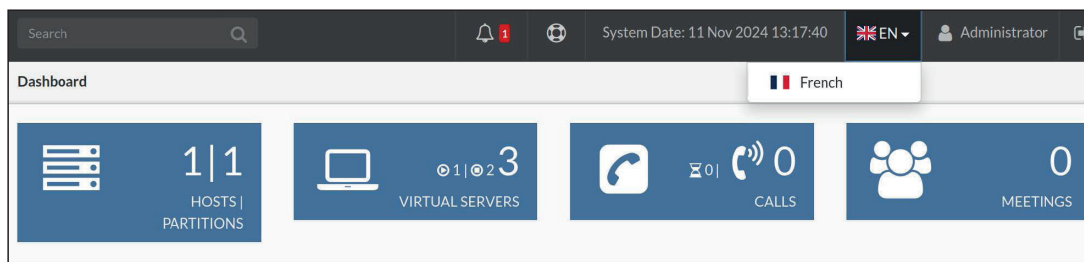 Search
1
System Date: 11 Nov 2024 13:17:40
EN
Administrator
Dashboard
French
1|1
HOSTS |
PARTITIONS
1|2 3
VIRTUAL SERVERS
0| 0
CALLS
0
MEETINGS